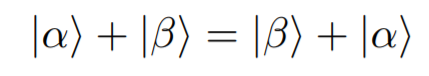 |α⟩ + |β⟩ = |β⟩ + |α⟩